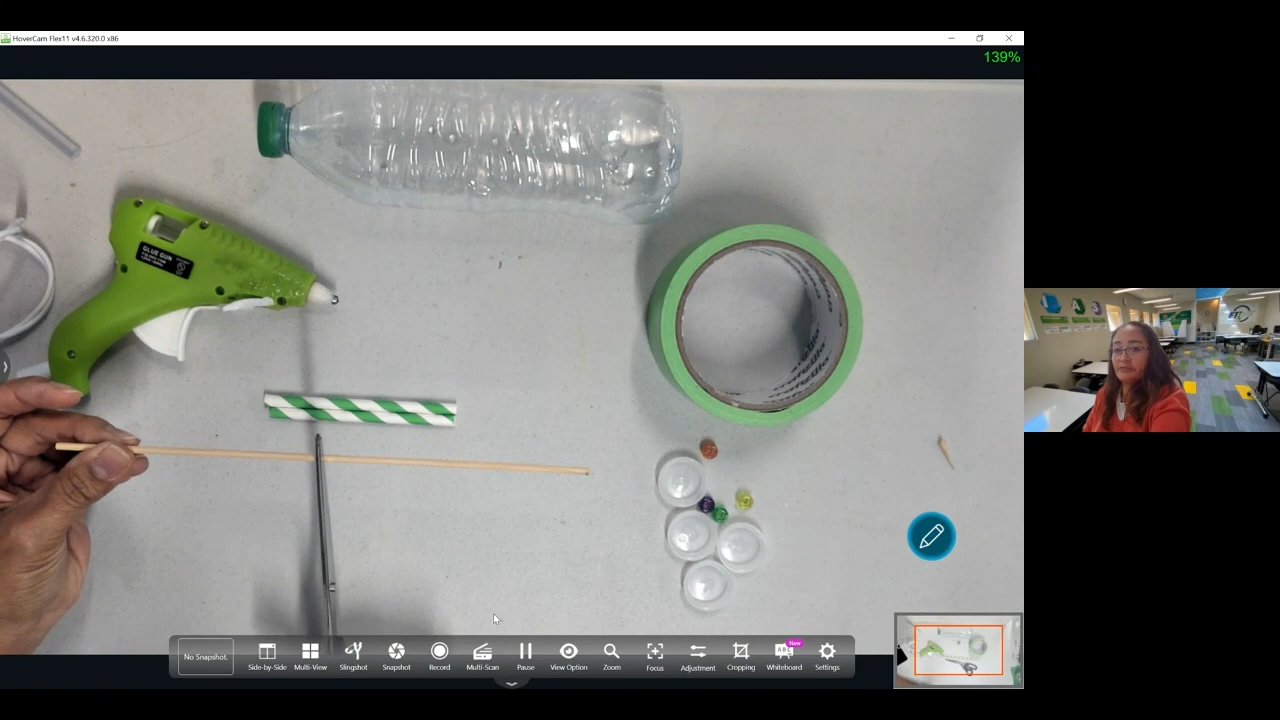 HoverCam Flex11 v4.6.320.0 x86
139%
GLUE GUN
No Snapshot.
Side-by-Side
Multi-View
Slingshot
Snapshot
Record
Multi-Scan
Pause
View Option
Zoom
Focus
Adjustment
Cropping
New
ABC
Whiteboard
Settings